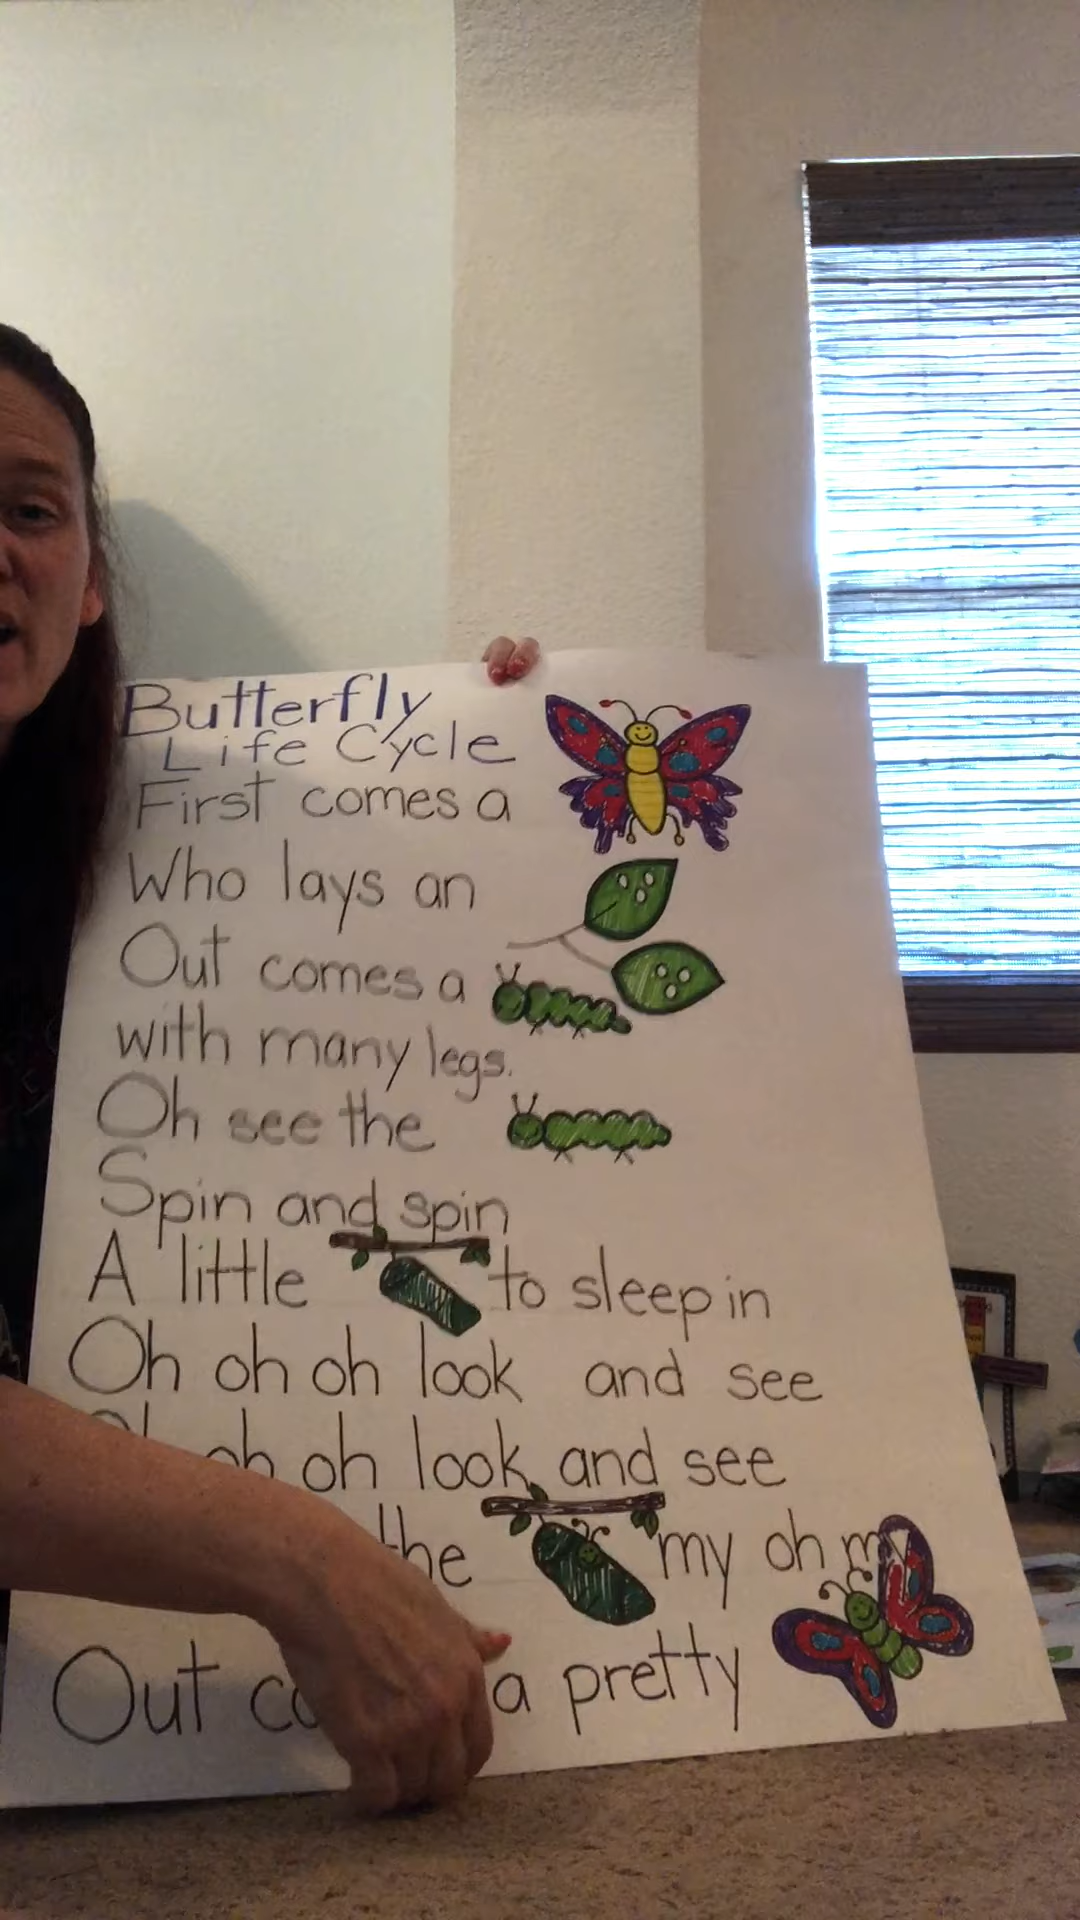 Butterfly
Life Cycle
First comes a
Who lays an
Out comes a
with many legs.
Oh see the
Spin and spin
A little to sleep in
Oh oh oh look and see
oh oh look and see
the my oh my
Out a pretty